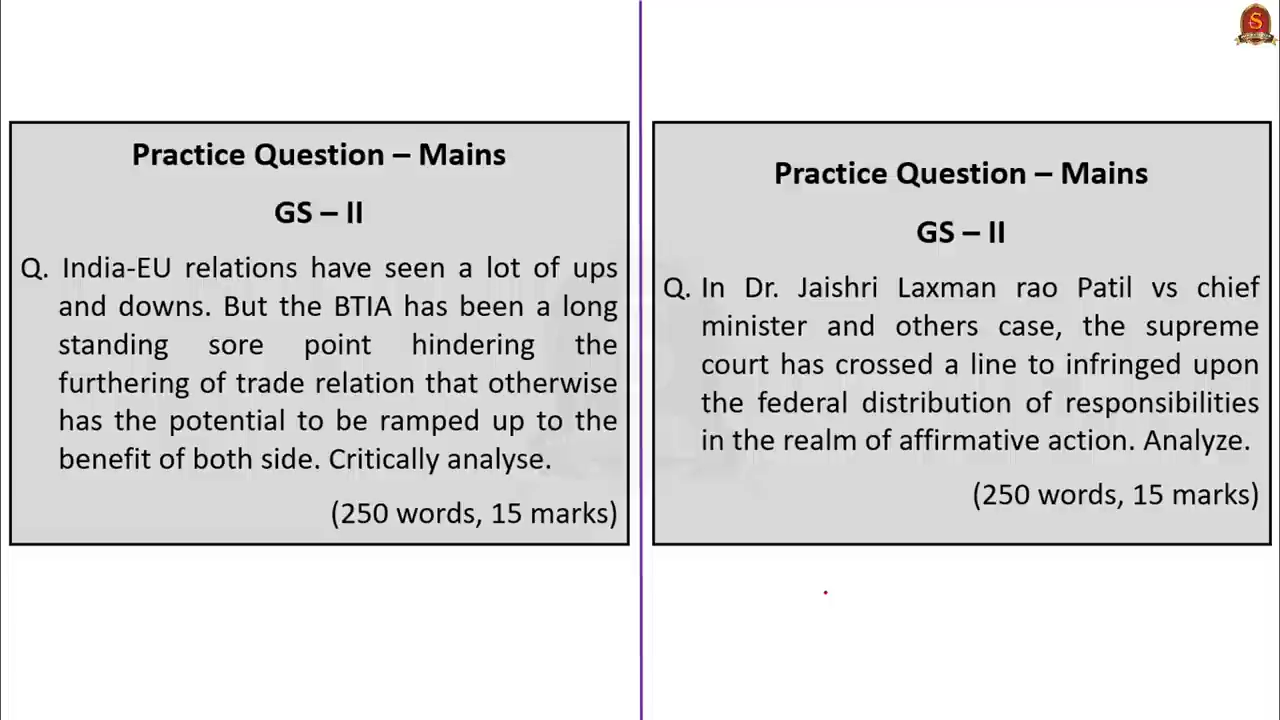 Practice Question – Mains
GS – II
Q. India-EU relations have seen a lot of ups
and downs. But the BTIA has been a long
standing sore point hindering the
furthering of trade relation that otherwise
has the potential to be ramped up to the
benefit of both side. Critically analyse.
(250 words, 15 marks)
Practice Question – Mains
GS – II
Q. In Dr. Jaishri Laxman rao Patil vs chief
minister and others case, the supreme
court has crossed a line to infringed upon
the federal distribution of responsibilities
in the realm of affirmative action. Analyze.
(250 words, 15 marks)
S